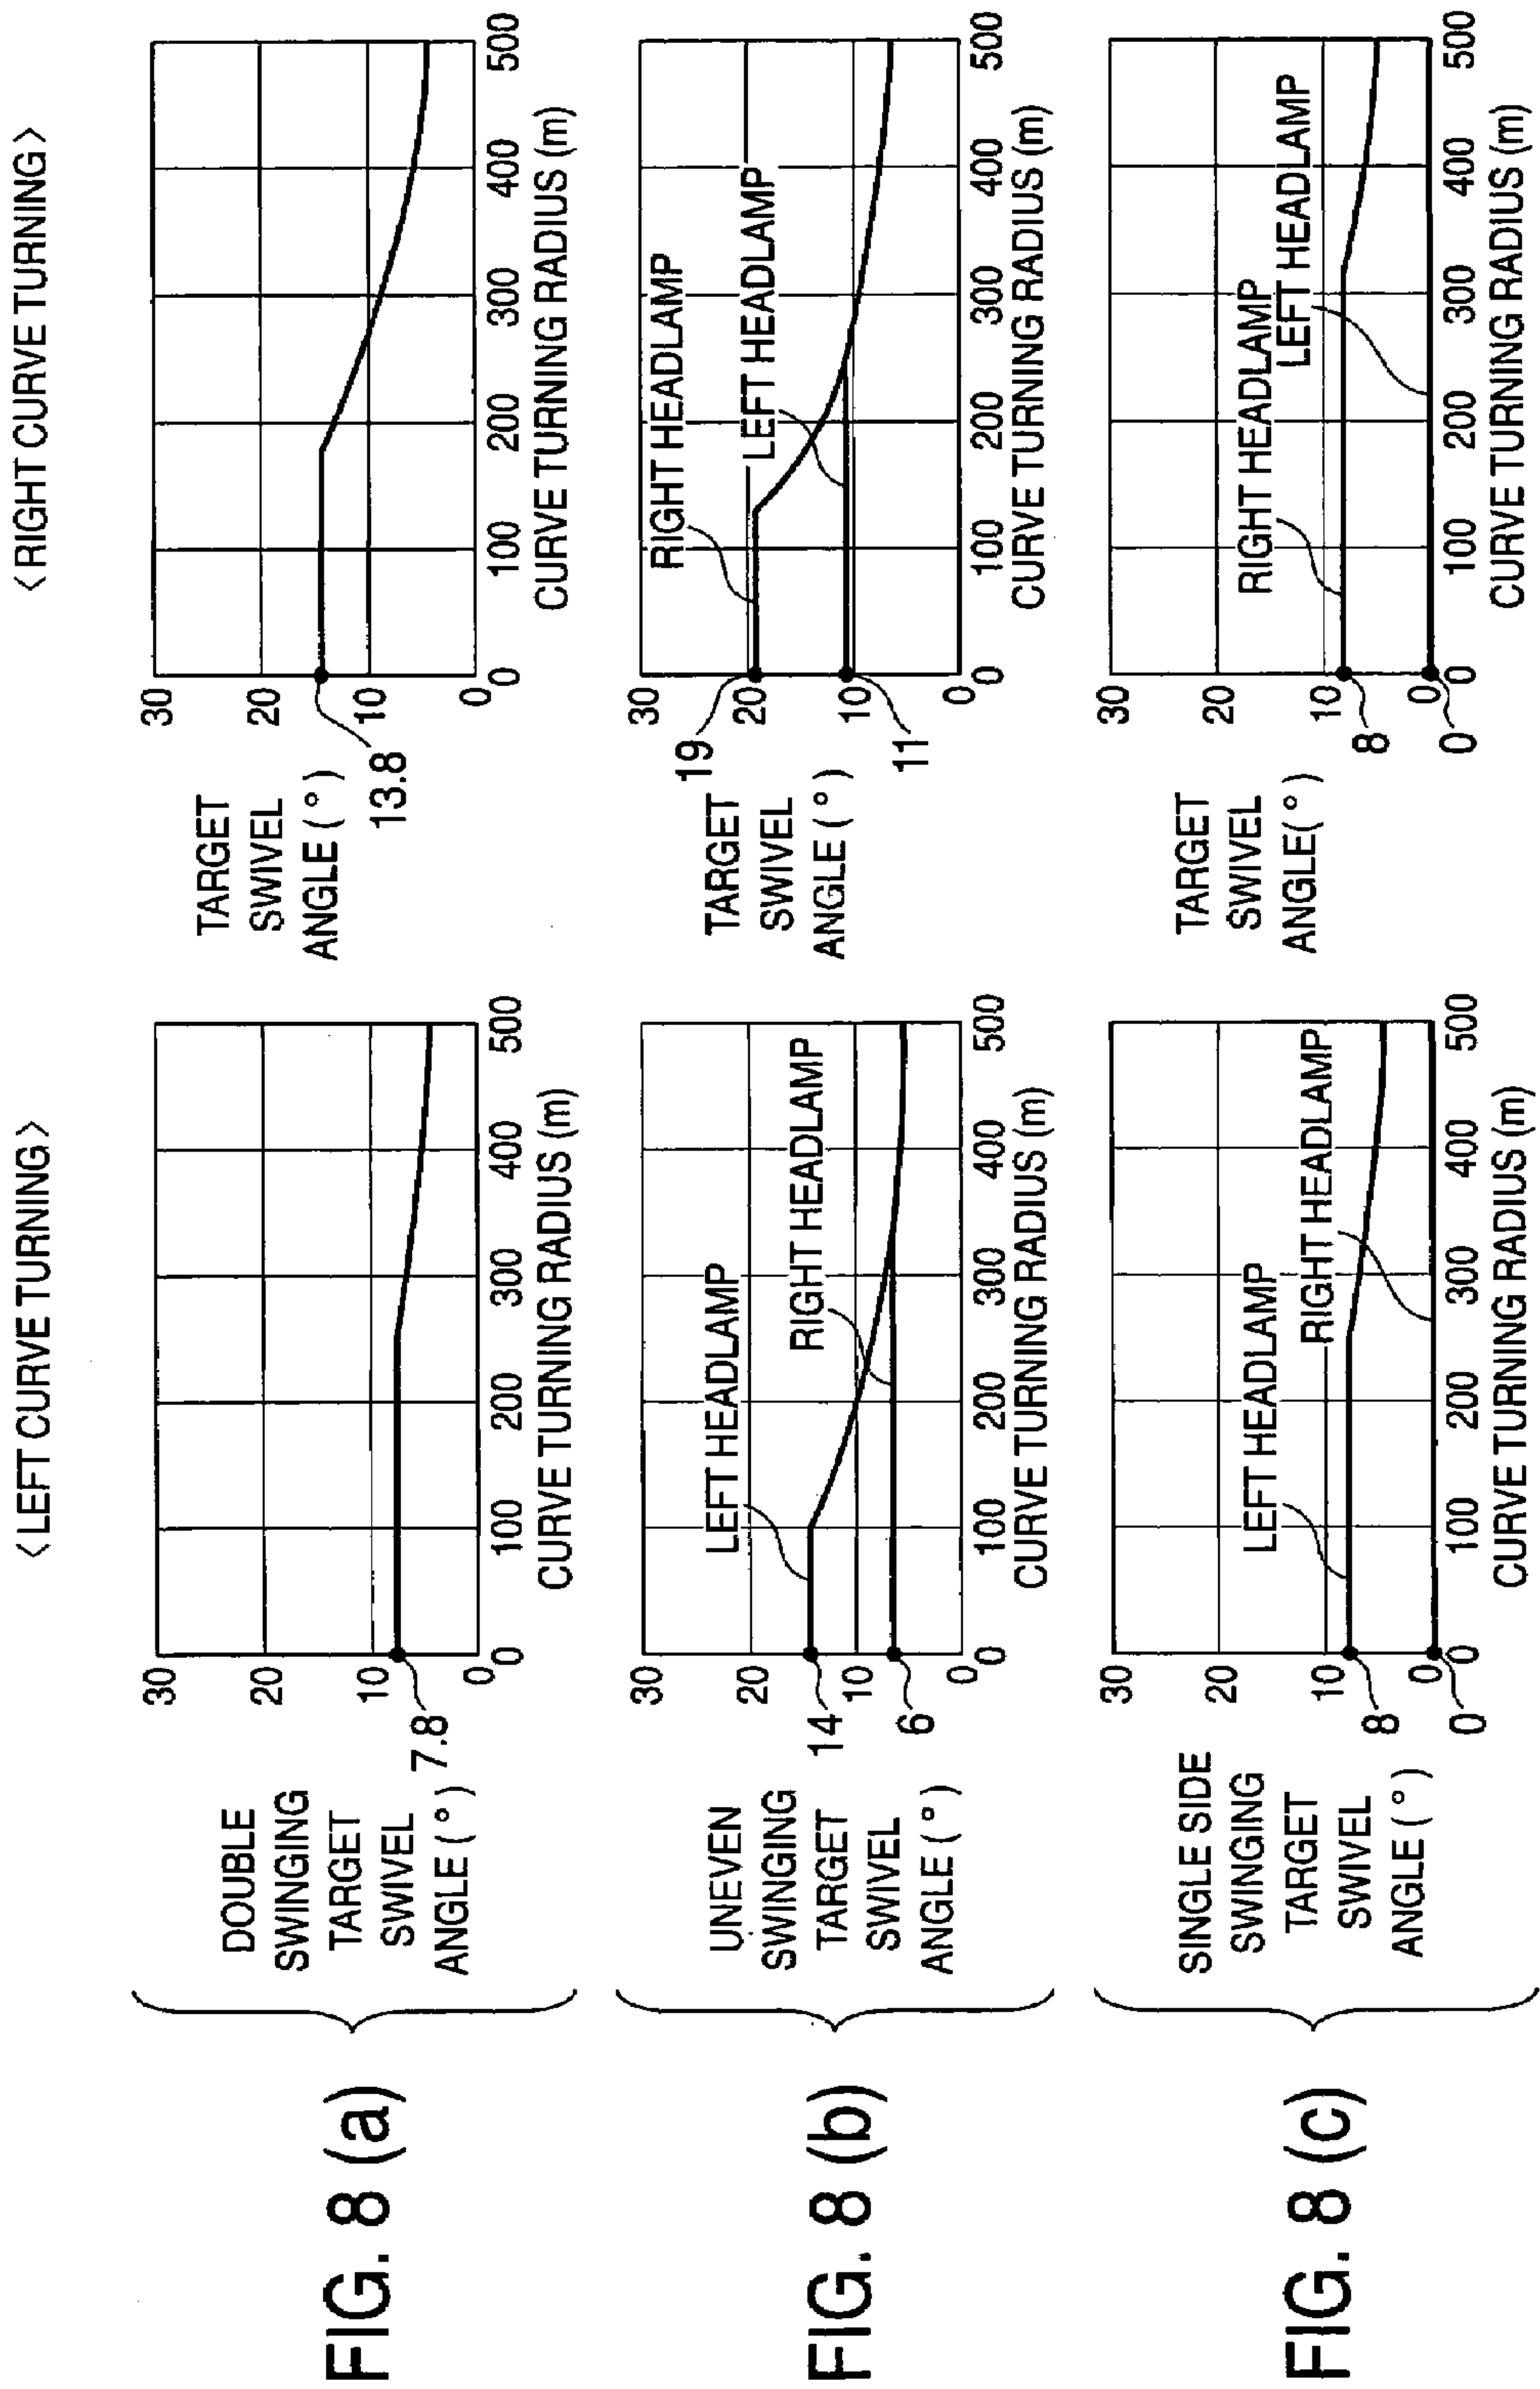 <LEFT CURVE TURNING>
<RIGHT CURVE TURNING>
FIG. 8 (a)
DOUBLE
SWINGING
TARGET
SWIVEL
ANGLE (°)
30
20
10
0
7.8
0 100 200 300 400 500
CURVE TURNING RADIUS (m)
TARGET
SWIVEL
ANGLE (°)
30
20
10
0
13.8
0 100 200 300 400 500
CURVE TURNING RADIUS (m)
FIG. 8 (b)
UNEVEN
SWINGING
TARGET
SWIVEL
ANGLE (°)
30
20
10
0
14
6
LEFT HEADLAMP
RIGHT HEADLAMP
0 100 200 300 400 500
CURVE TURNING RADIUS (m)
TARGET
SWIVEL
ANGLE (°)
30
20
10
0
19
11
RIGHT HEADLAMP
LEFT HEADLAMP
0 100 200 300 400 500
CURVE TURNING RADIUS (m)
FIG. 8 (c)
SINGLE SIDE
SWINGING
TARGET
SWIVEL
ANGLE (°)
30
20
10
0
8
0
LEFT HEADLAMP
RIGHT HEADLAMP
0 100 200 300 400 500
CURVE TURNING RADIUS (m)
TARGET
SWIVEL
ANGLE(°)
30
20
10
0
8
0
RIGHT HEADLAMP
LEFT HEADLAMP
0 100 200 300 400 500
CURVE TURNING RADIUS (m)